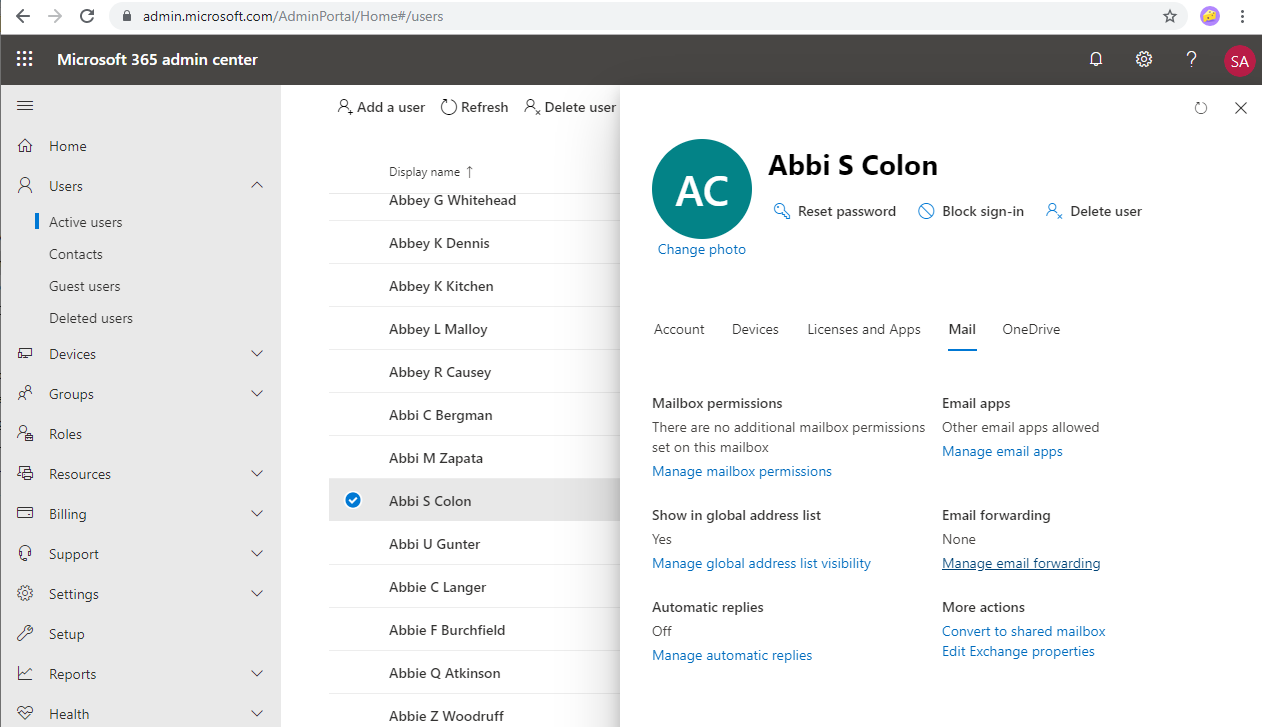 admin.microsoft.com/AdminPortal/Home#/users
Microsoft 365 admin center
?
SA
Home
Users
Active users
Contacts
Guest users
Deleted users
Devices
Groups
Roles
Resources
Billing
Support
Settings
Setup
Reports
Health
Add a user Refresh Delete user
Display name ↑
Abbey G Whitehead
Abbey K Dennis
Abbey K Kitchen
Abbey L Malloy
Abbey R Causey
Abbi C Bergman
Abbi M Zapata
Abbi S Colon
Abbi U Gunter
Abbie C Langer
Abbie F Burchfield
Abbie Q Atkinson
Abbie Z Woodruff
AC
Change photo
Abbi S Colon
Reset password Block sign-in Delete user
Account Devices Licenses and Apps Mail OneDrive
Mailbox permissions
There are no additional mailbox permissions
set on this mailbox
Manage mailbox permissions
Email apps
Other email apps allowed
Manage email apps
Show in global address list
Yes
Manage global address list visibility
Email forwarding
None
Manage email forwarding
Automatic replies
Off
Manage automatic replies
More actions
Convert to shared mailbox
Edit Exchange properties